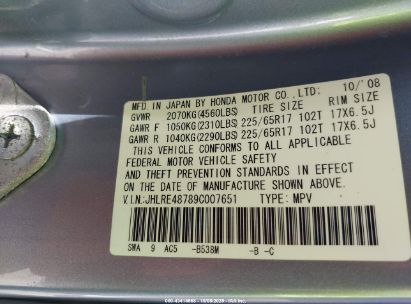 MFD. IN JAPAN BY HONDA MOTOR CO., LTD: 10/'08
GVWR 2070KG(4560LBS) TIRE SIZE RIM SIZE
GAWR F 1050KG(2310LBS) 225/65R17 102T 17X6.5J
GAWR R 1040KG(2290LBS) 225/65R17 102T 17X6.5J
THIS VEHICLE CONFORMS TO ALL APPLICABLE
FEDERAL MOTOR VEHICLE SAFETY
AND THEFT PREVENTION STANDARDS IN EFFECT
ON THE DATE OF MANUFACTURE SHOWN ABOVE.
V.I.N.:JHLRE48789C007651 TYPE: MPV
SWA 9 AC5 -B538M -B -C